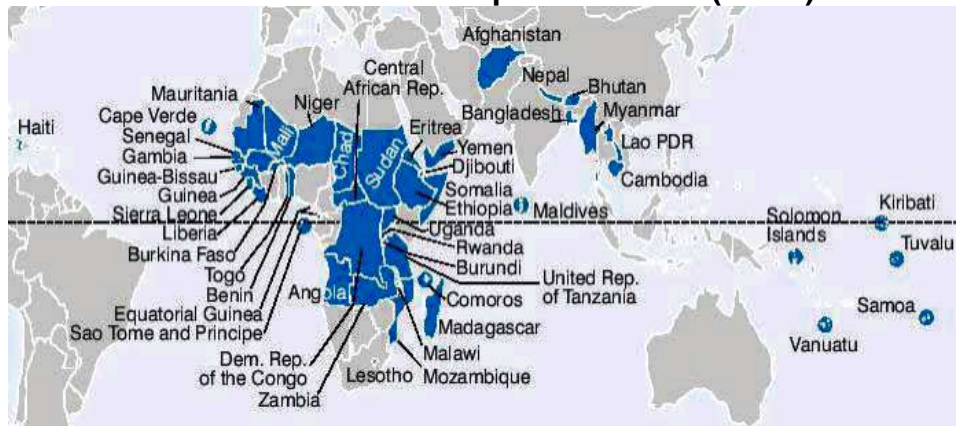 Afghanistan
Central
African Rep.
Nepal
Bhutan
Mauritania
Niger
Bangladesh
Myanmar
Cape Verde
Haiti
Mali
Chad
Sudan
Eritrea
Senegal
Yemen
Lao PDR
Gambia
Djibouti
Guinea-Bissau
Cambodia
Guinea
Somalia
Sierra Leone
Ethiopia
Maldives
Kiribati
Liberia
Uganda
Solomon
Islands
Burkina Faso
Rwanda
Tuvalu
Togo
Burundi
United Rep.
of Tanzania
Benin
Angola
Comoros
Equatorial Guinea
Samoa
Sao Tome and Principe
Madagascar
Vanuatu
Dem. Rep.
of the Congo
Malawi
Lesotho
Mozambique
Zambia